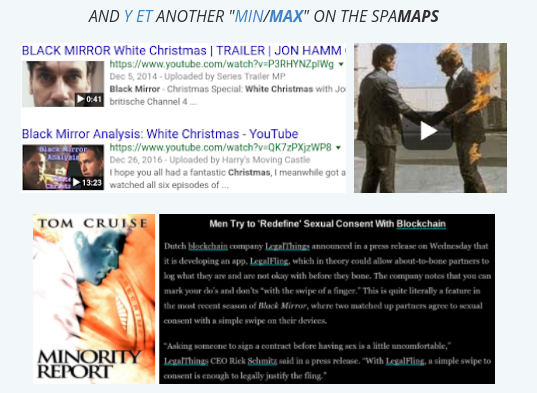 AND Y ET ANOTHER "MIN/MAX" ON THE SPAMAPS
BLACK MIRROR White Christmas | TRAILER | JON HAMM
https://www.youtube.com/watch?v=P3RHYNZplWg
Dec 5, 2014 - Uploaded by Series Trailer MP
Black Mirror - Christmas Special: White Christmas with Jo
britische Channel 4 ...
0:41
Black Mirror Analysis: White Christmas - YouTube
https://www.youtube.com/watch?v=QK7zPXjzWP8
Dec 26, 2016 - Uploaded by Harry's Moving Castle
I hope you all had a fantastic Christmas, I meanwhile got a
watched all six episodes of ...
Black Mirror
Analysis
White
13:23
TOM CRUISE
MINORITY
REPORT
Men Try to 'Redefine' Sexual Consent With Blockchain
Dutch blockchain company LegalThings announced in a press release on Wednesday that
it is developing an app, LegalFling, which in theory could allow about-to-bone partners to
log what they are and are not okay with before they bone. The company notes that you can
mark your do's and don'ts "with the swipe of a finger." This is quite literally a feature in
the most recent season of Black Mirror, where two matched up partners agree to sexual
consent with a simple swipe on their devices.
"Asking someone to sign a contract before having sex is a little uncomfortable,"
LegalThings CEO Rick Schmitz said in a press release. "With LegalFling, a simple swipe to
consent is enough to legally justify the fling."